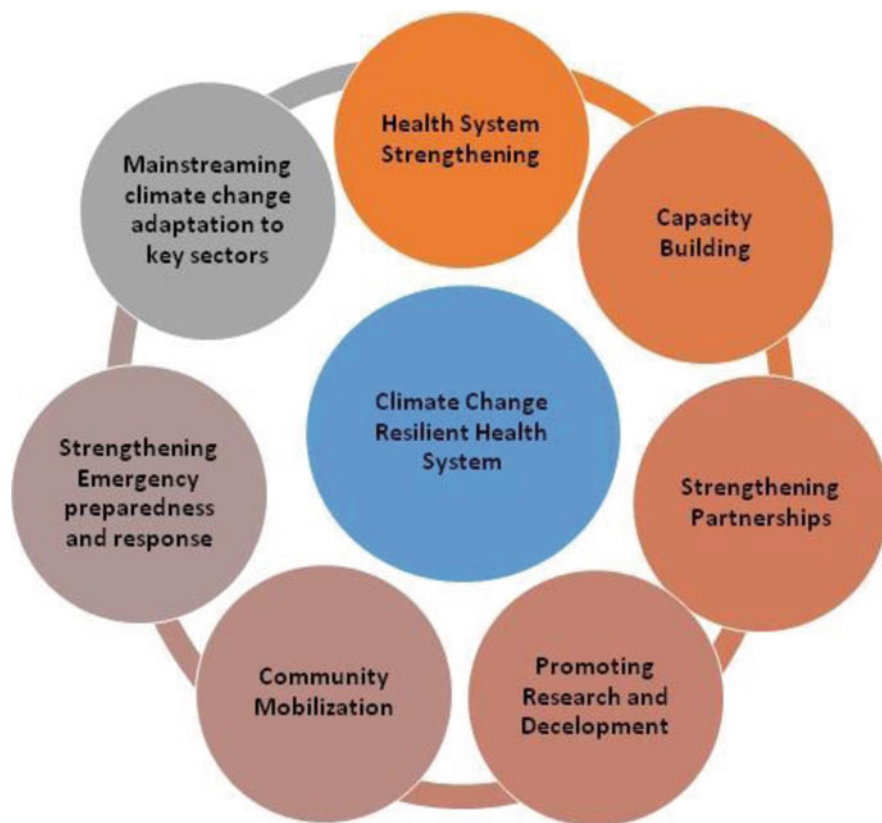 Health System
Strengthening
Capacity
Building
Strengthening
Partnerships
Promoting
Research and
Decelopment
Community
Mobilization
Strengthening
Emergency
preparedness
and response
Mainstreaming
climate change
adaptation to
key sectors
Climate Change
Resilient Health
System